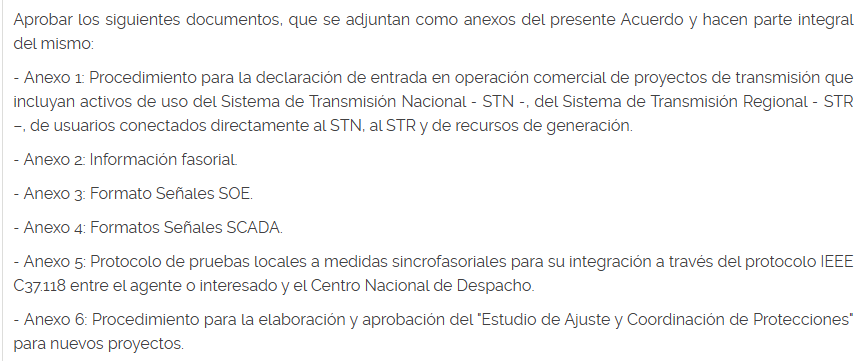 Aprobar los siguientes documentos, que se adjuntan como anexos del presente Acuerdo y hacen parte integral
del mismo:
- Anexo 1: Procedimiento para la declaración de entrada en operación comercial de proyectos de transmisión que
incluyan activos de uso del Sistema de Transmisión Nacional - STN -, del Sistema de Transmisión Regional - STR
–, de usuarios conectados directamente al STN, al STR y de recursos de generación.
- Anexo 2: Información fasorial.
- Anexo 3: Formato Señales SOE.
- Anexo 4: Formatos Señales SCADA.
- Anexo 5: Protocolo de pruebas locales a medidas sincrofasoriales para su integración a través del protocolo IEEE
C37.118 entre el agente o interesado y el Centro Nacional de Despacho.
- Anexo 6: Procedimiento para la elaboración y aprobación del "Estudio de Ajuste y Coordinación de Protecciones"
para nuevos proyectos.